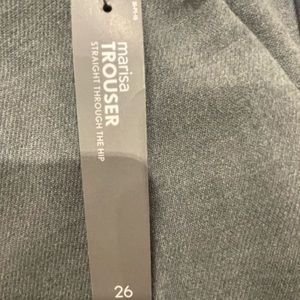 marisa
TROUSER
STRAIGHT THROUGH THE HIP
26